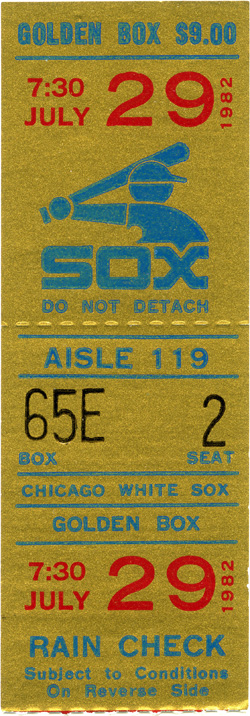 GOLDEN BOX $9.00
7:30 JULY 29 1982
SOX
DO NOT DETACH
AISLE 119
65E 2
BOX SEAT
CHICAGO WHITE SOX
GOLDEN BOX
7:30 JULY 29 1982
RAIN CHECK
Subject to Conditions
On Reverse Side